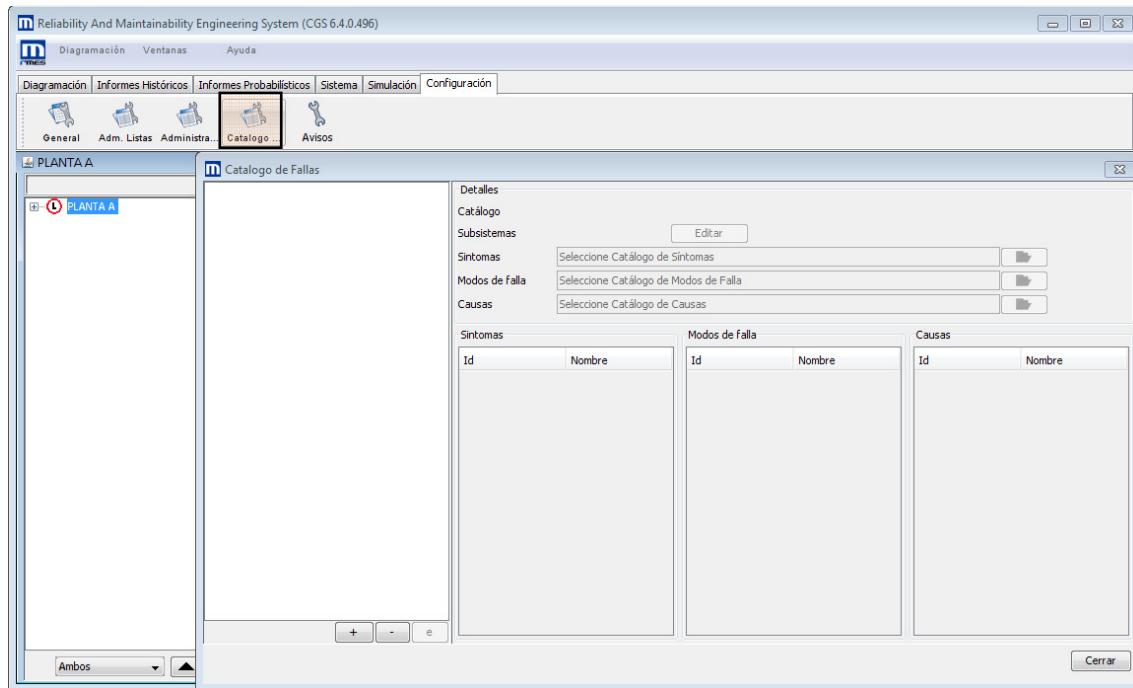 Reliability And Maintainability Engineering System (CGS 6.4.0.496)
rmes Diagramación Ventanas Ayuda
Diagramación Informes Históricos Informes Probabilísticos Sistema Simulación Configuración
General Adm. Listas Administra... Catalogo ... Avisos
PLANTA A
Catalogo de Fallas
PLANTA A
Detalles
Catálogo
Subsistemas Editar
Sintomas Seleccione Catálogo de Síntomas
Modos de falla Seleccione Catálogo de Modos de Falla
Causas Seleccione Catálogo de Causas
Sintomas Modos de falla Causas
Id Nombre Id Nombre Id Nombre
+ - e
Ambos
Cerrar